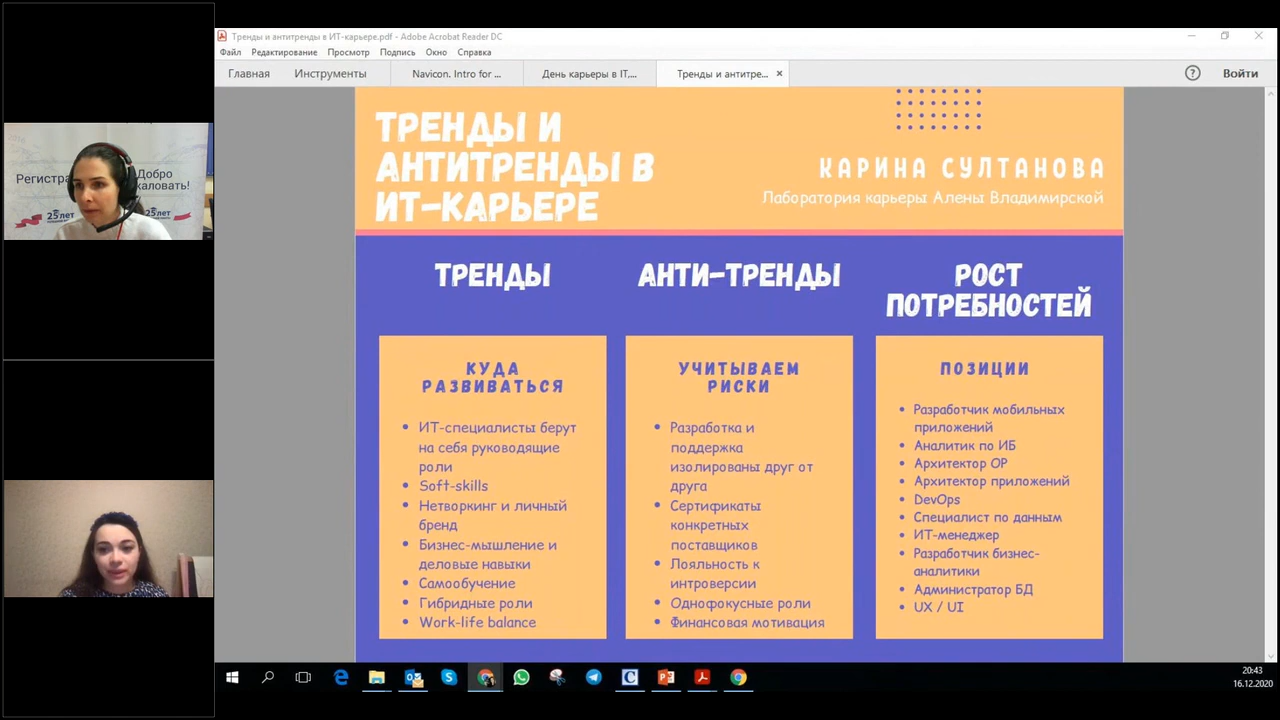 Тренды и антитренды в ИТ-карьере.pdf - Adobe Acrobat Reader DC
Файл Редактирование Просмотр Подпись Окно Справка
Главная Инструменты Navicon. Intro for ... День карьеры в IT,... Тренды и антитре... × ? Войти
ТРЕНДЫ И
АНТИТРЕНДЫ В
ИТ-КАРЬЕРЕ
КАРИНА СУЛТАНОВА
Лаборатория карьеры Алены Владимирской
ТРЕНДЫ
КУДА
РАЗВИВАТЬСЯ
• ИТ-специалисты берут
на себя руководящие
роли
• Soft-skills
• Нетворкинг и личный
бренд
• Бизнес-мышление и
деловые навыки
• Самообучение
• Гибридные роли
• Work-life balance
АНТИ-ТРЕНДЫ
УЧИТЫВАЕМ
РИСКИ
• Разработка и
поддержка
изолированы друг от
друга
• Сертификаты
конкретных
поставщиков
• Лояльность к
интроверсии
• Однофокусные роли
• Финансовая мотивация
РОСТ
ПОТРЕБНОСТЕЙ
ПОЗИЦИИ
• Разработчик мобильных
приложений
• Аналитик по ИБ
• Архитектор ОР
• Архитектор приложений
• DevOps
• Специалист по данным
• ИТ-менеджер
• Разработчик бизнес-
аналитики
• Администратор БД
• UX / UI
Добро
25 лет
25 лет
20:43
16.12.2020